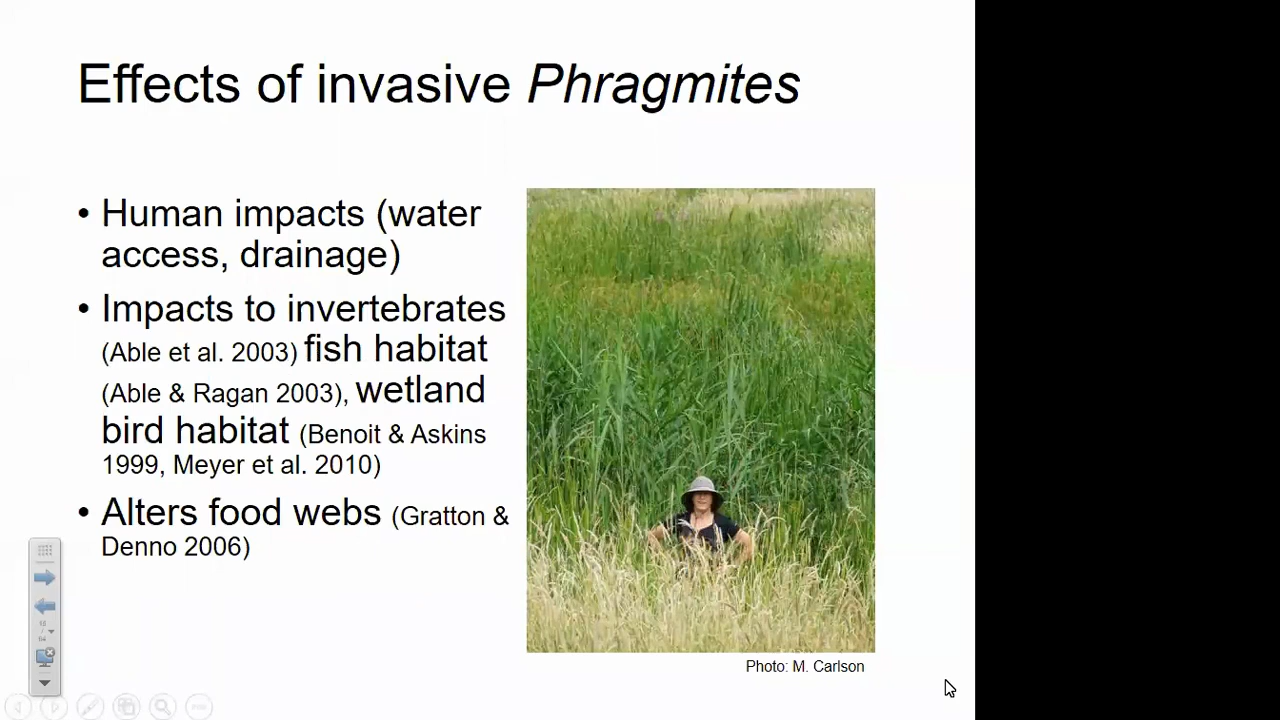 Effects of invasive Phragmites
• Human impacts (water
access, drainage)
• Impacts to invertebrates
(Able et al. 2003) fish habitat
(Able & Ragan 2003), wetland
bird habitat (Benoit & Askins
1999, Meyer et al. 2010)
• Alters food webs (Gratton &
Denno 2006)
Photo: M. Carlson